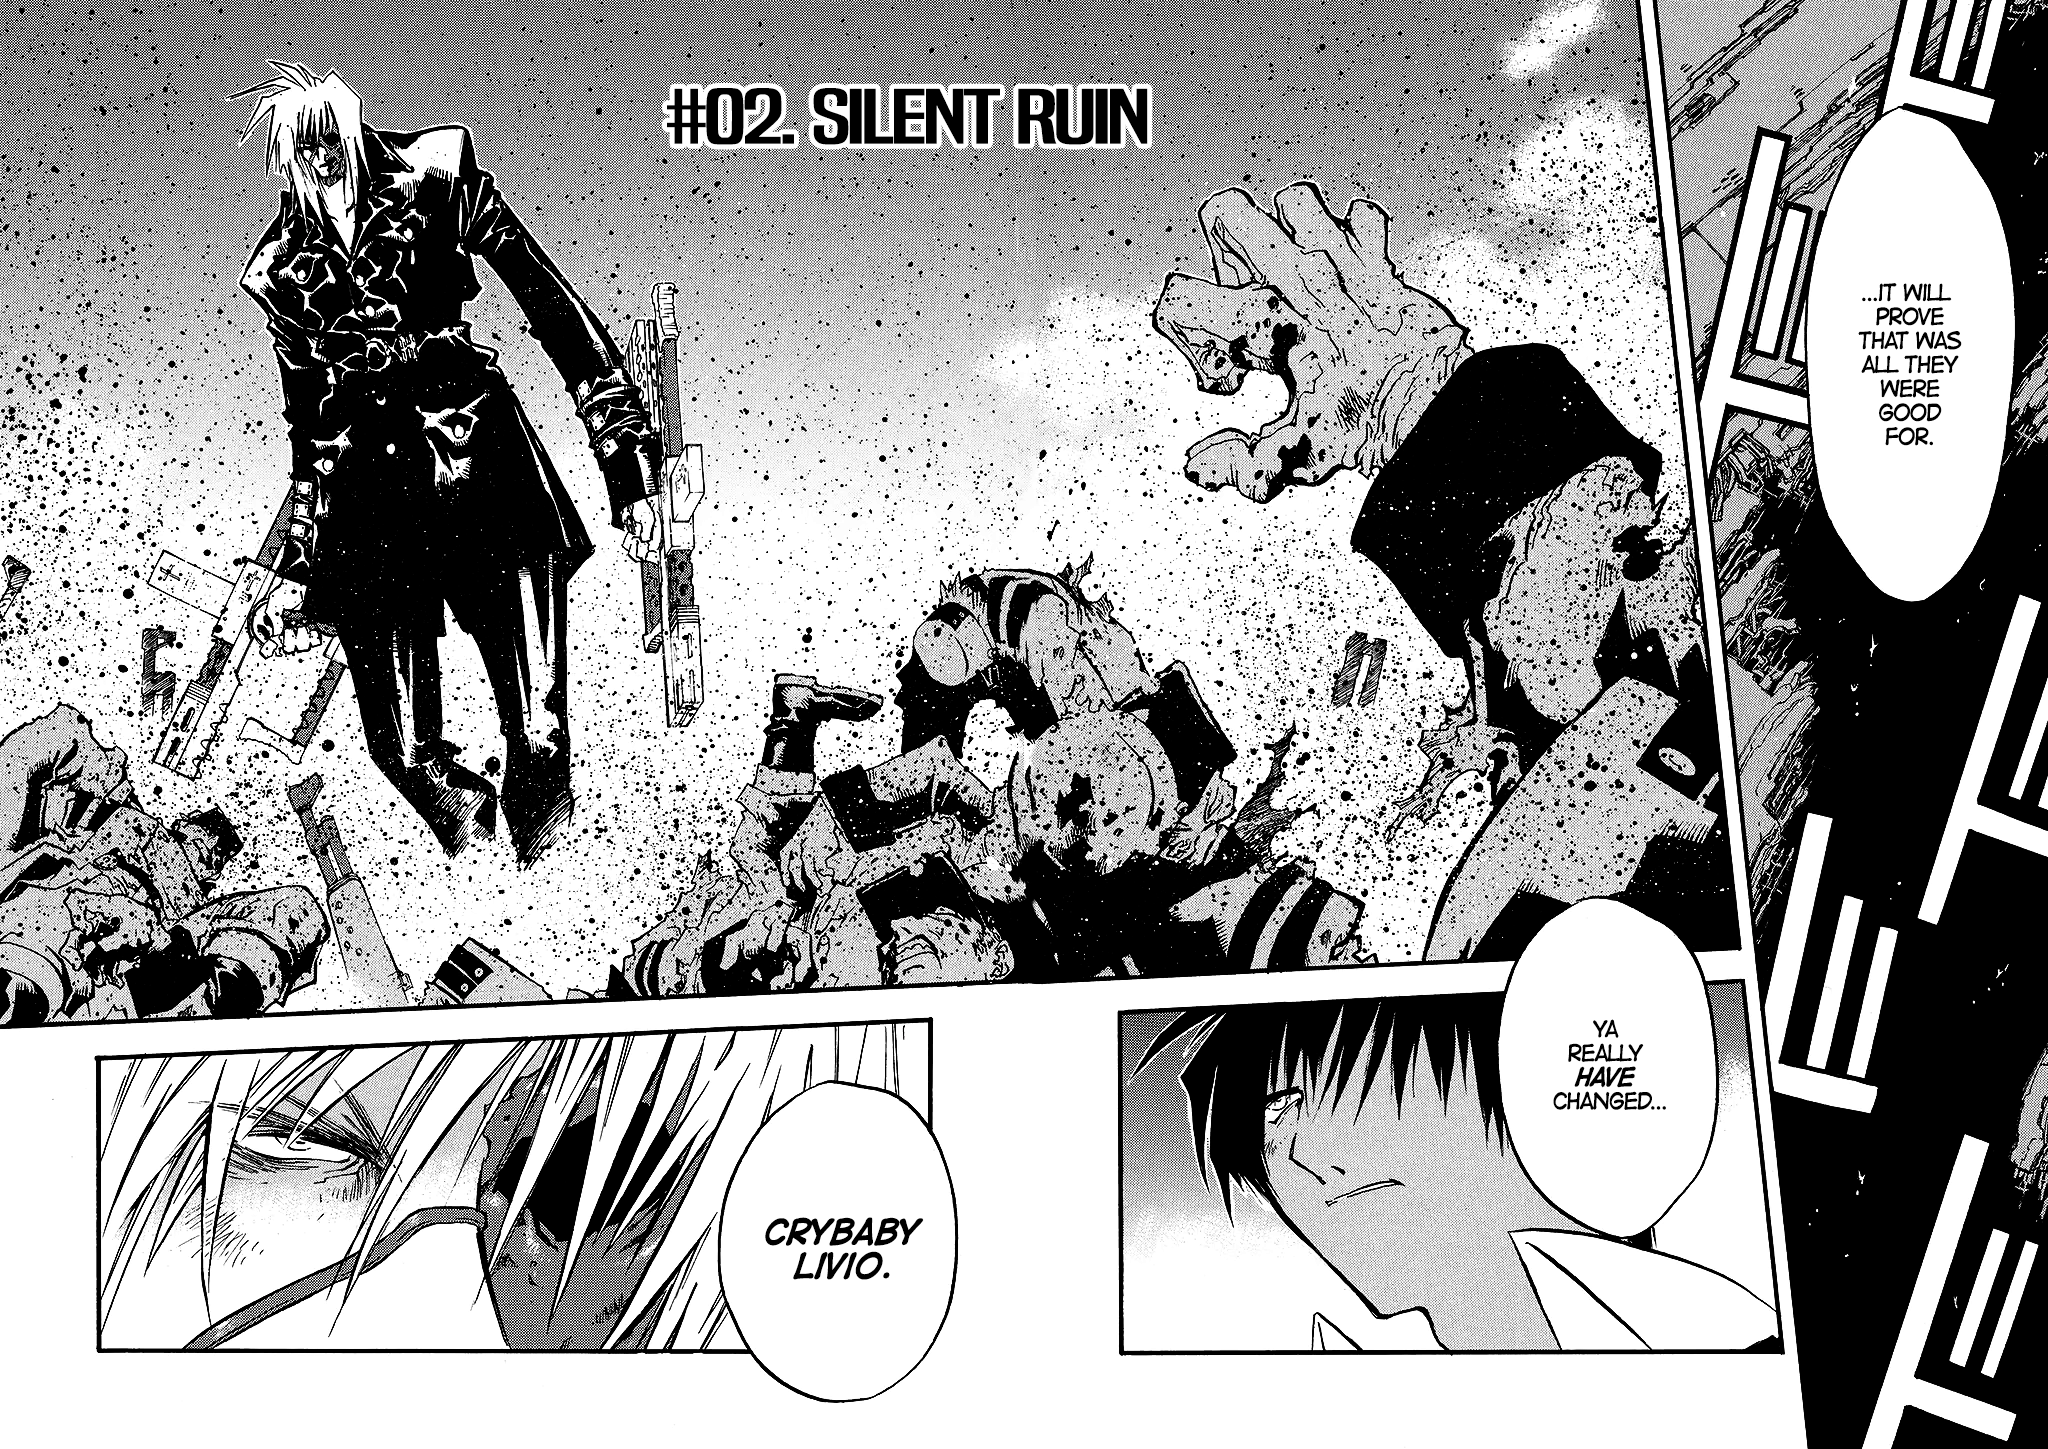 #02. SILENT RUIN
...IT WILL
PROVE
THAT WAS
ALL THEY
WERE
GOOD
FOR.
YA
REALLY
HAVE
CHANGED...
CRYBABY
LIVIO.